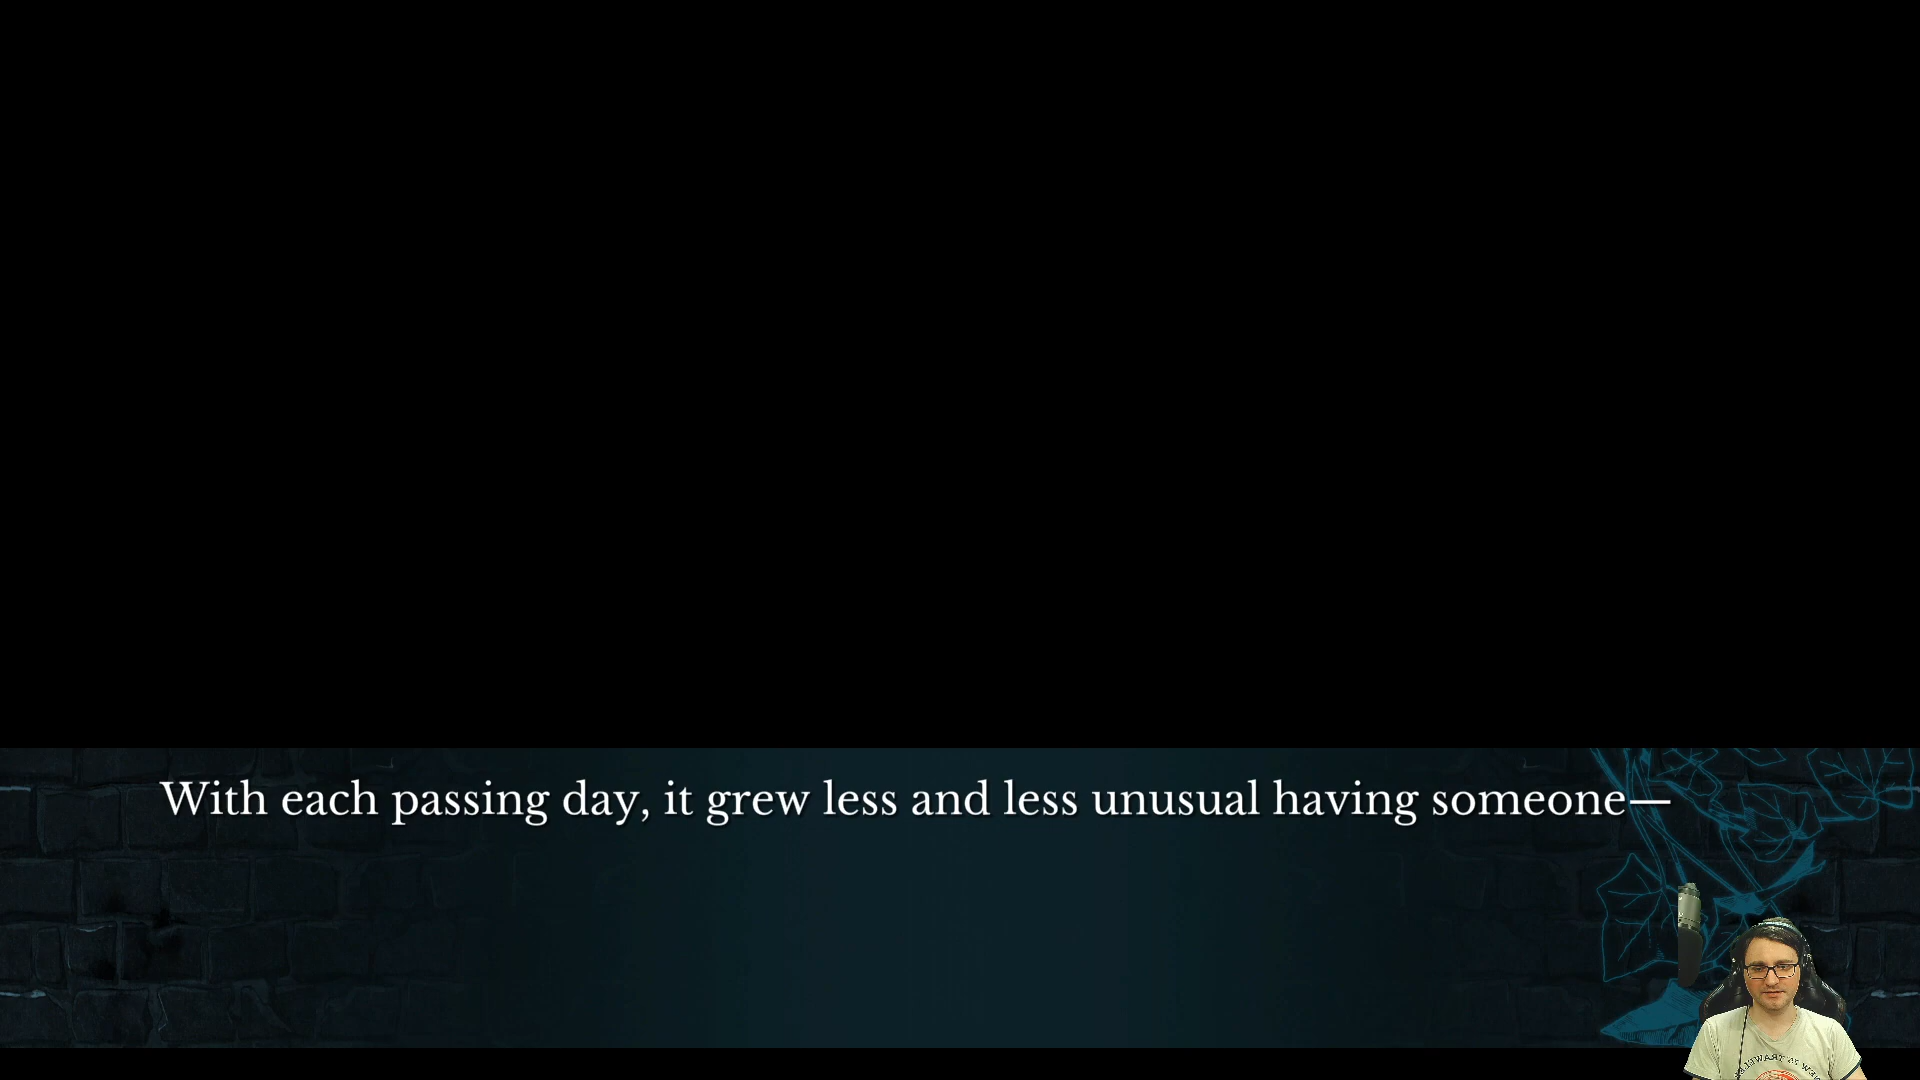 With each passing day, it grew less and less unusual having someone—